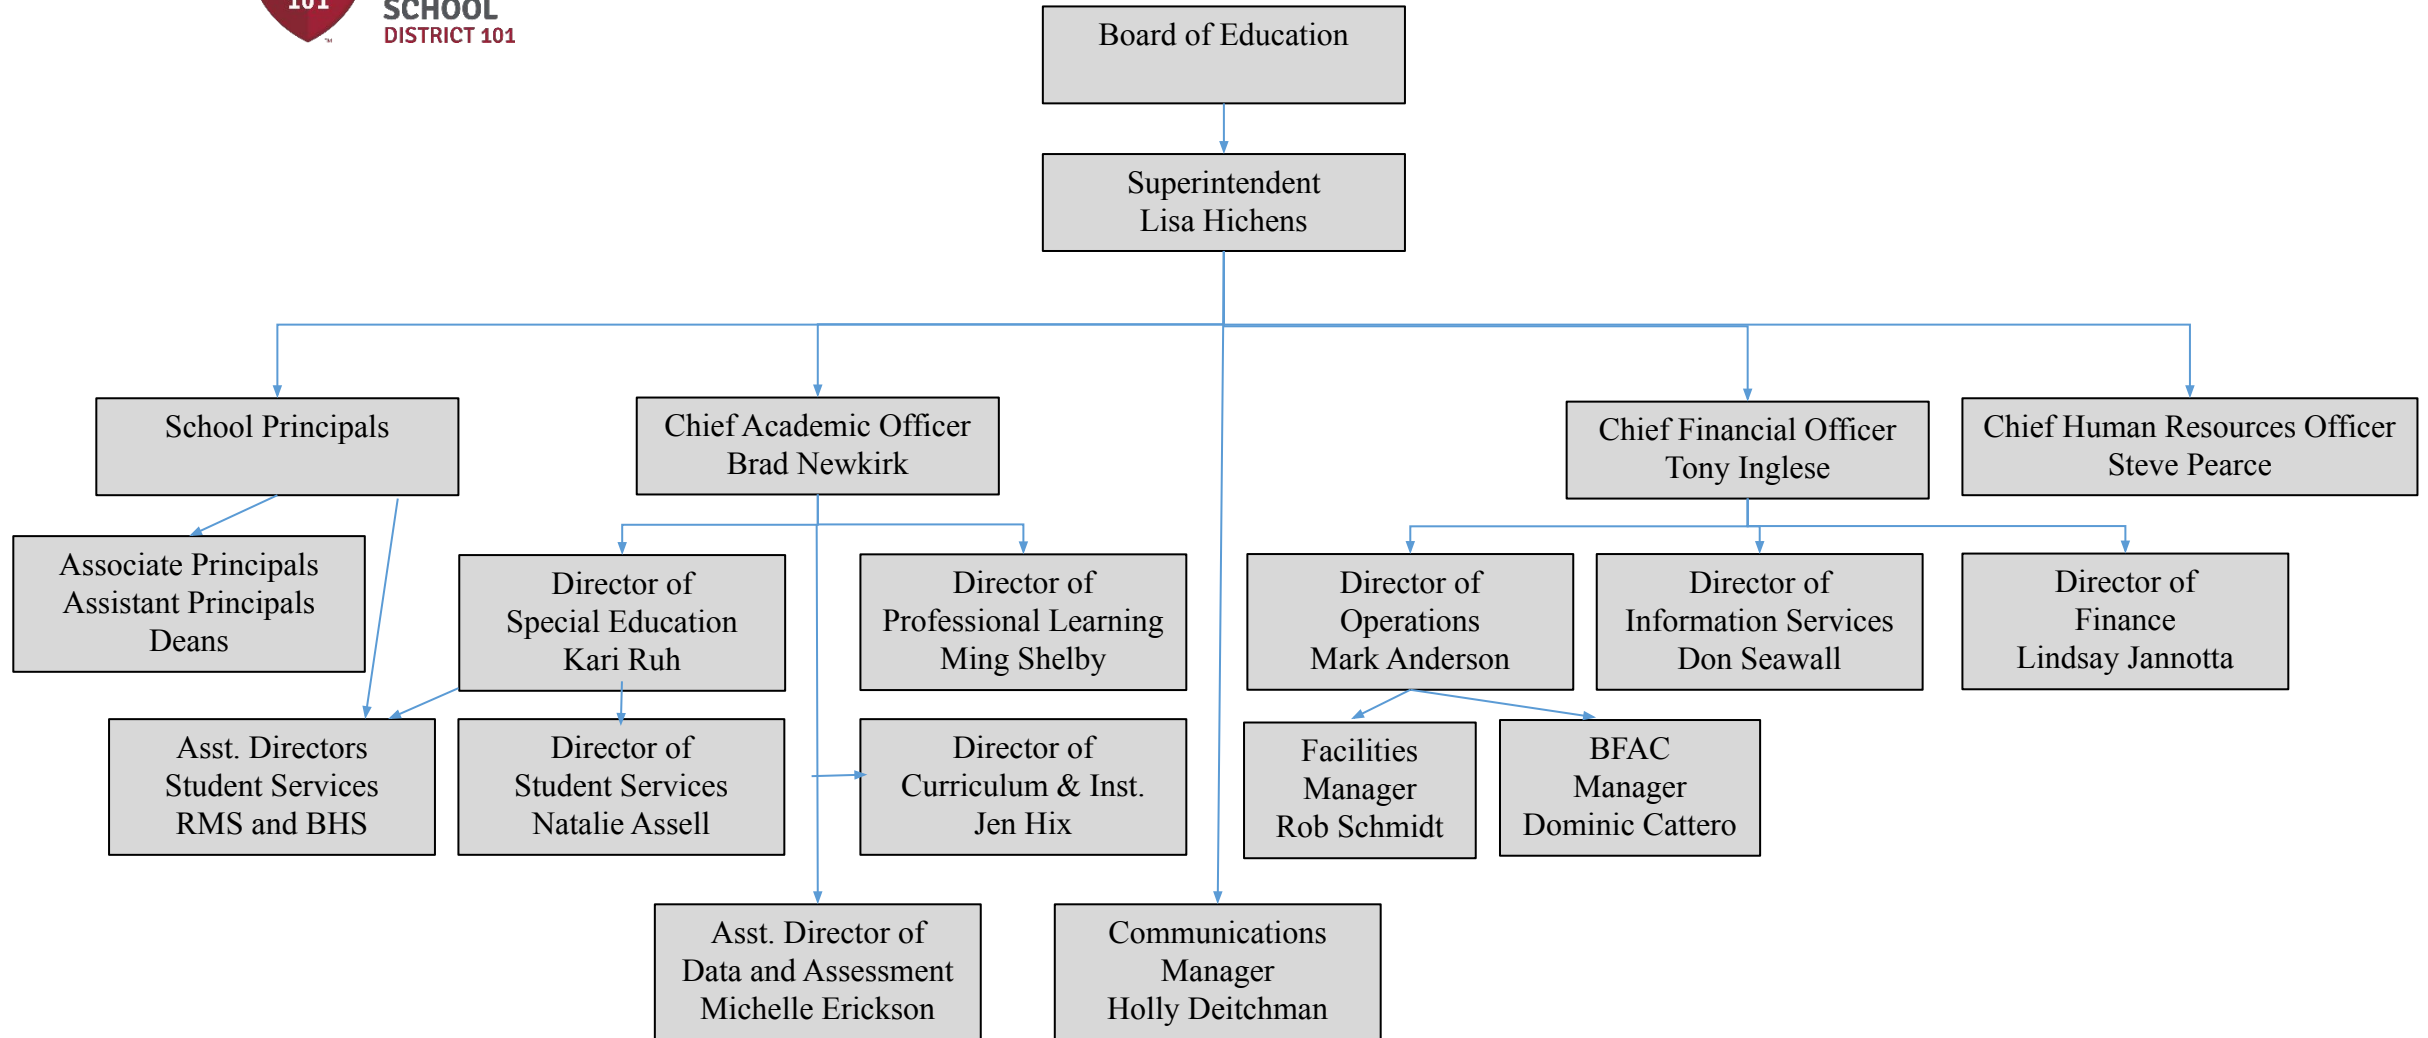 101
SCHOOL
DISTRICT 101
TM
Board of Education
Superintendent
Lisa Hichens
School Principals
Chief Academic Officer
Brad Newkirk
Chief Financial Officer
Tony Inglese
Chief Human Resources Officer
Steve Pearce
Associate Principals
Assistant Principals
Deans
Director of
Special Education
Kari Ruh
Director of
Professional Learning
Ming Shelby
Director of
Operations
Mark Anderson
Director of
Information Services
Don Seawall
Director of
Finance
Lindsay Jannotta
Asst. Directors
Student Services
RMS and BHS
Director of
Student Services
Natalie Assell
Director of
Curriculum & Inst.
Jen Hix
Facilities
Manager
Rob Schmidt
BFAC
Manager
Dominic Cattero
Asst. Director of
Data and Assessment
Michelle Erickson
Communications
Manager
Holly Deitchman